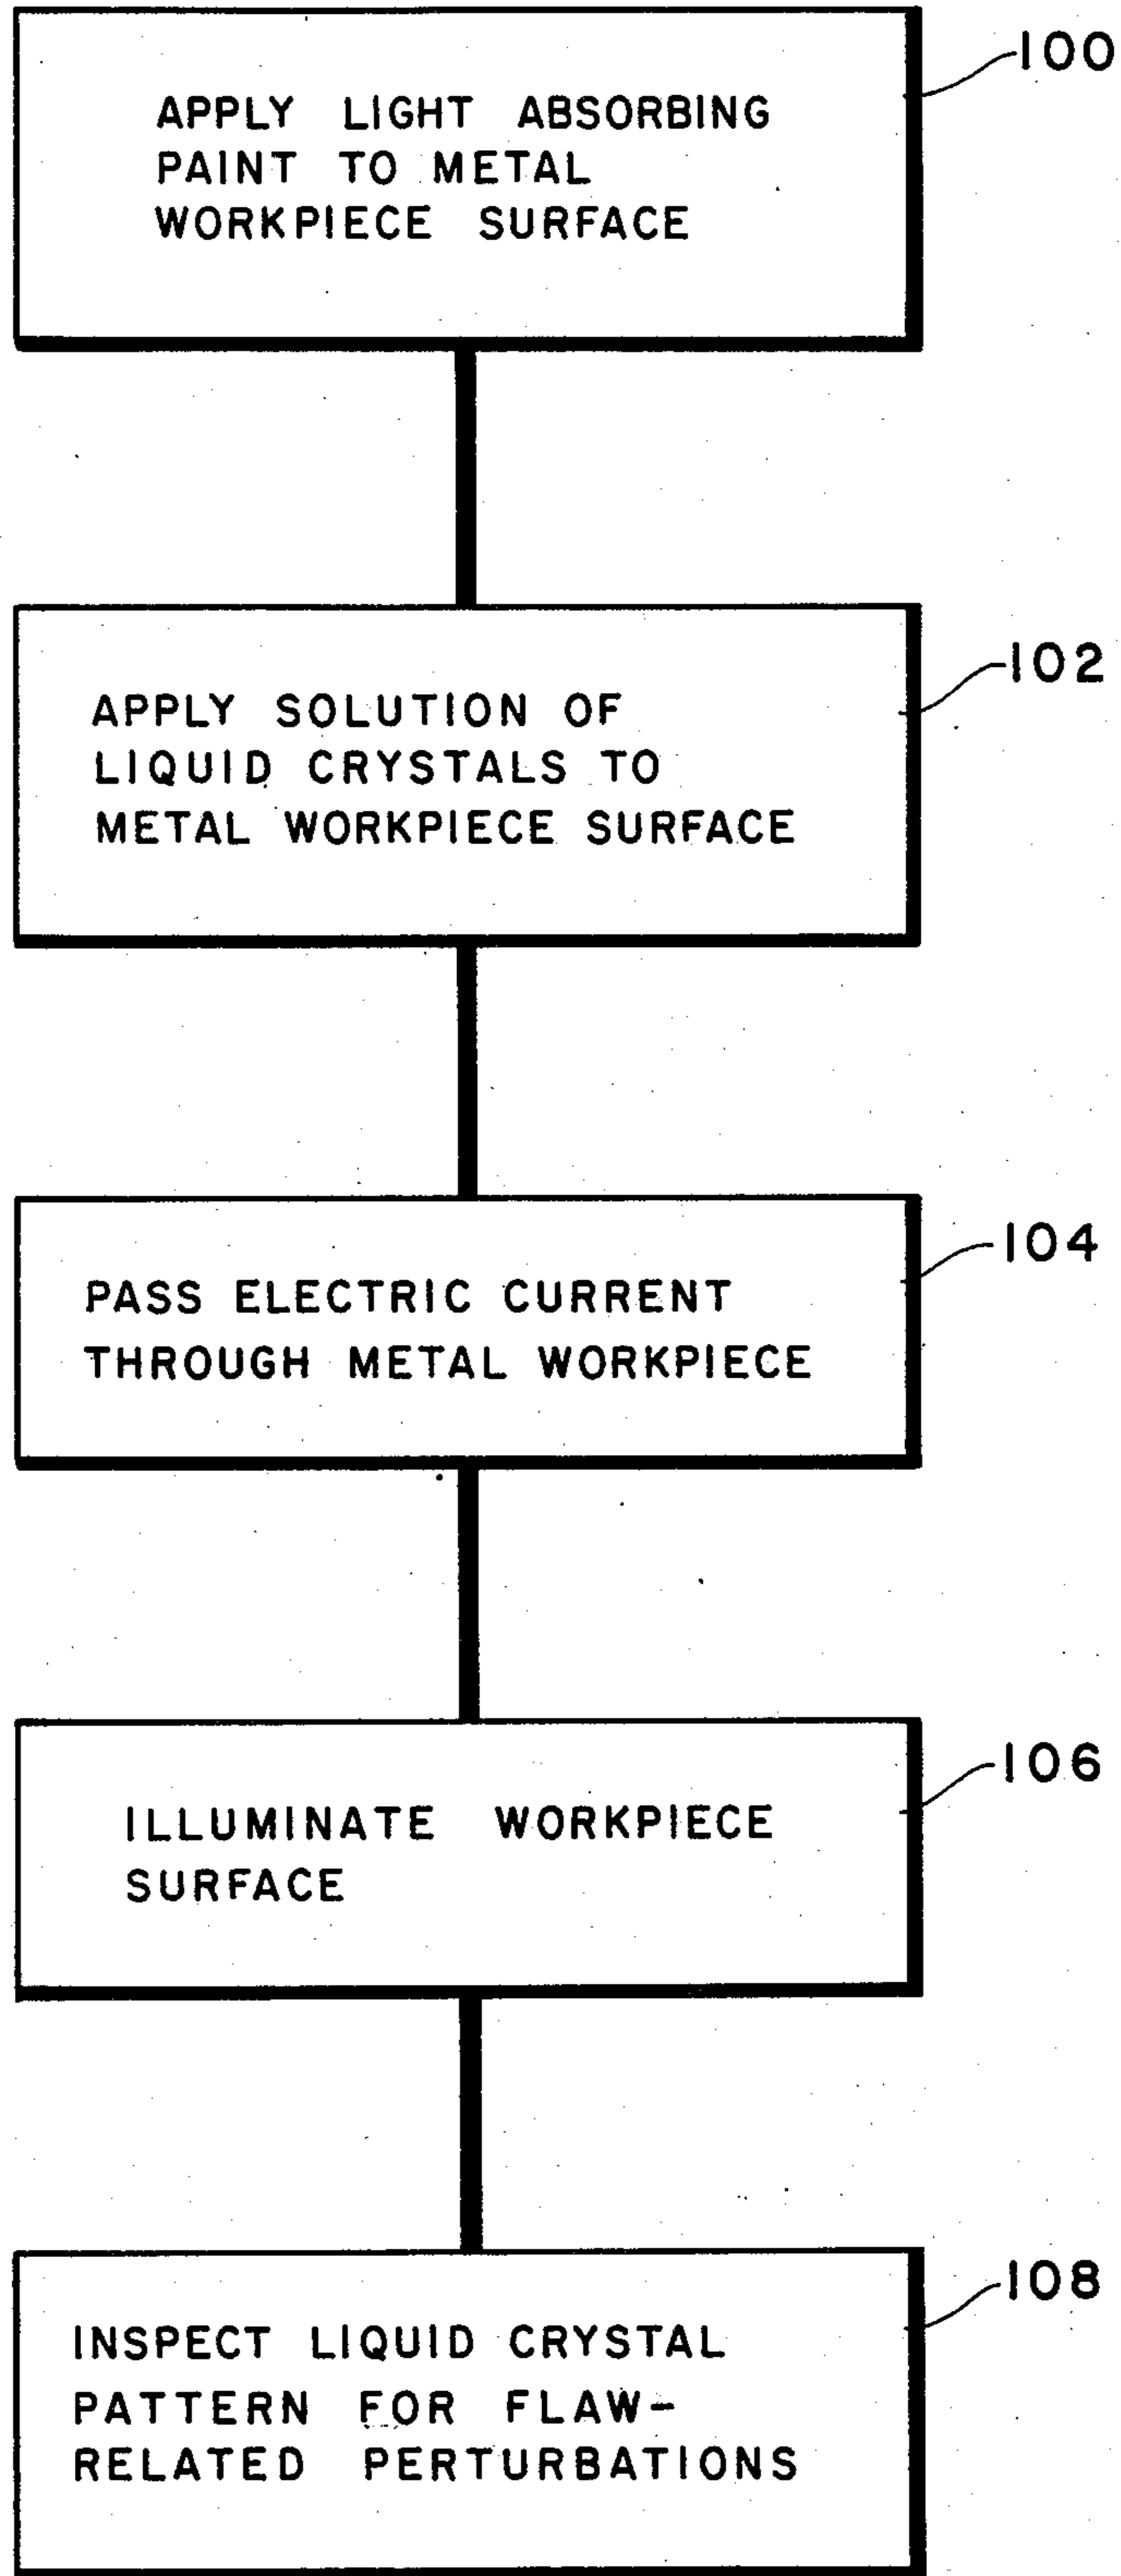 100
APPLY LIGHT ABSORBING
PAINT TO METAL
WORKPIECE SURFACE
102
APPLY SOLUTION OF
LIQUID CRYSTALS TO
METAL WORKPIECE SURFACE
104
PASS ELECTRIC CURRENT
THROUGH METAL WORKPIECE
106
ILLUMINATE WORKPIECE
SURFACE
108
INSPECT LIQUID CRYSTAL
PATTERN FOR FLAW-
RELATED PERTURBATIONS